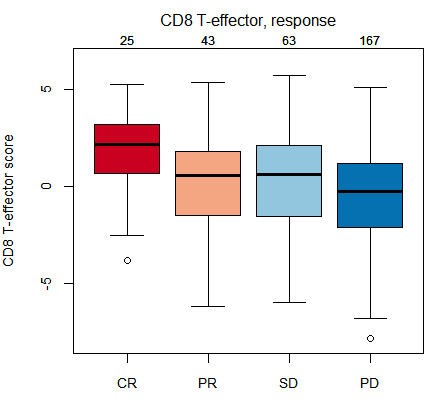 CD8 T-effector, response
25 43 63 167
CD8 T-effector score
5
0
-5
CR PR SD PD